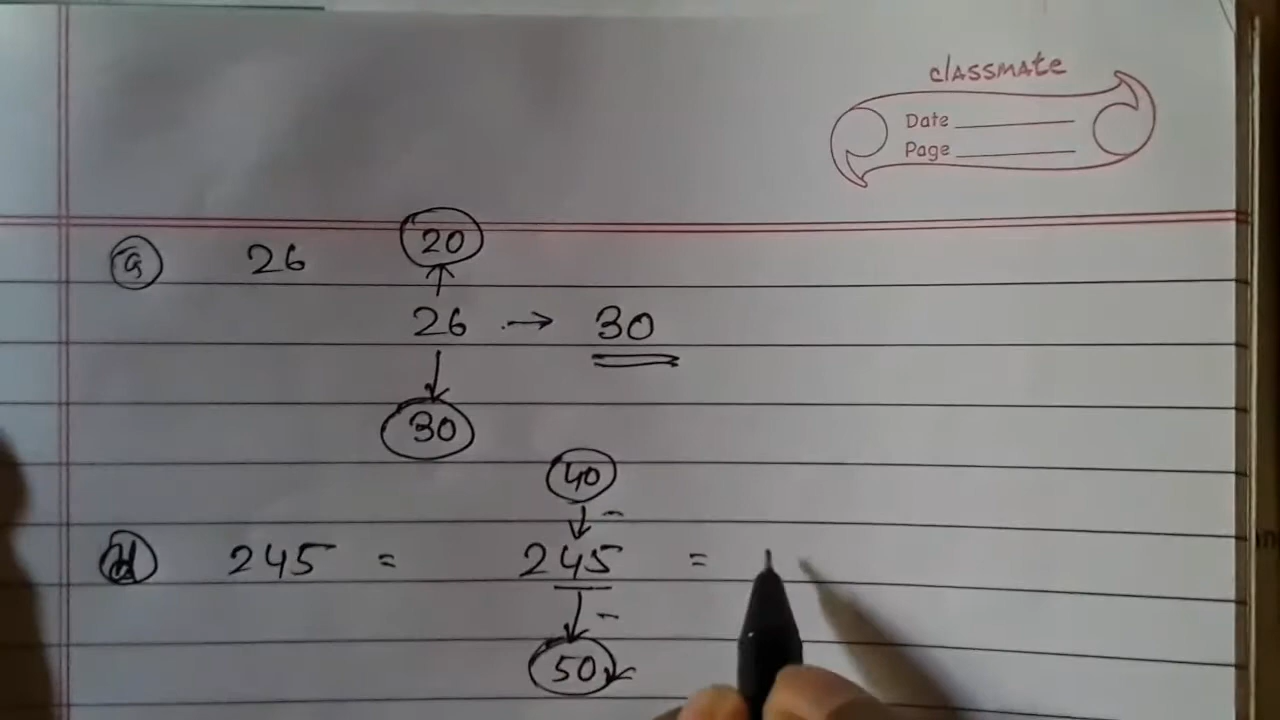 classmate
Date
Page
20
a 26
26 → 30
30
40
d 245 = 245 =
50